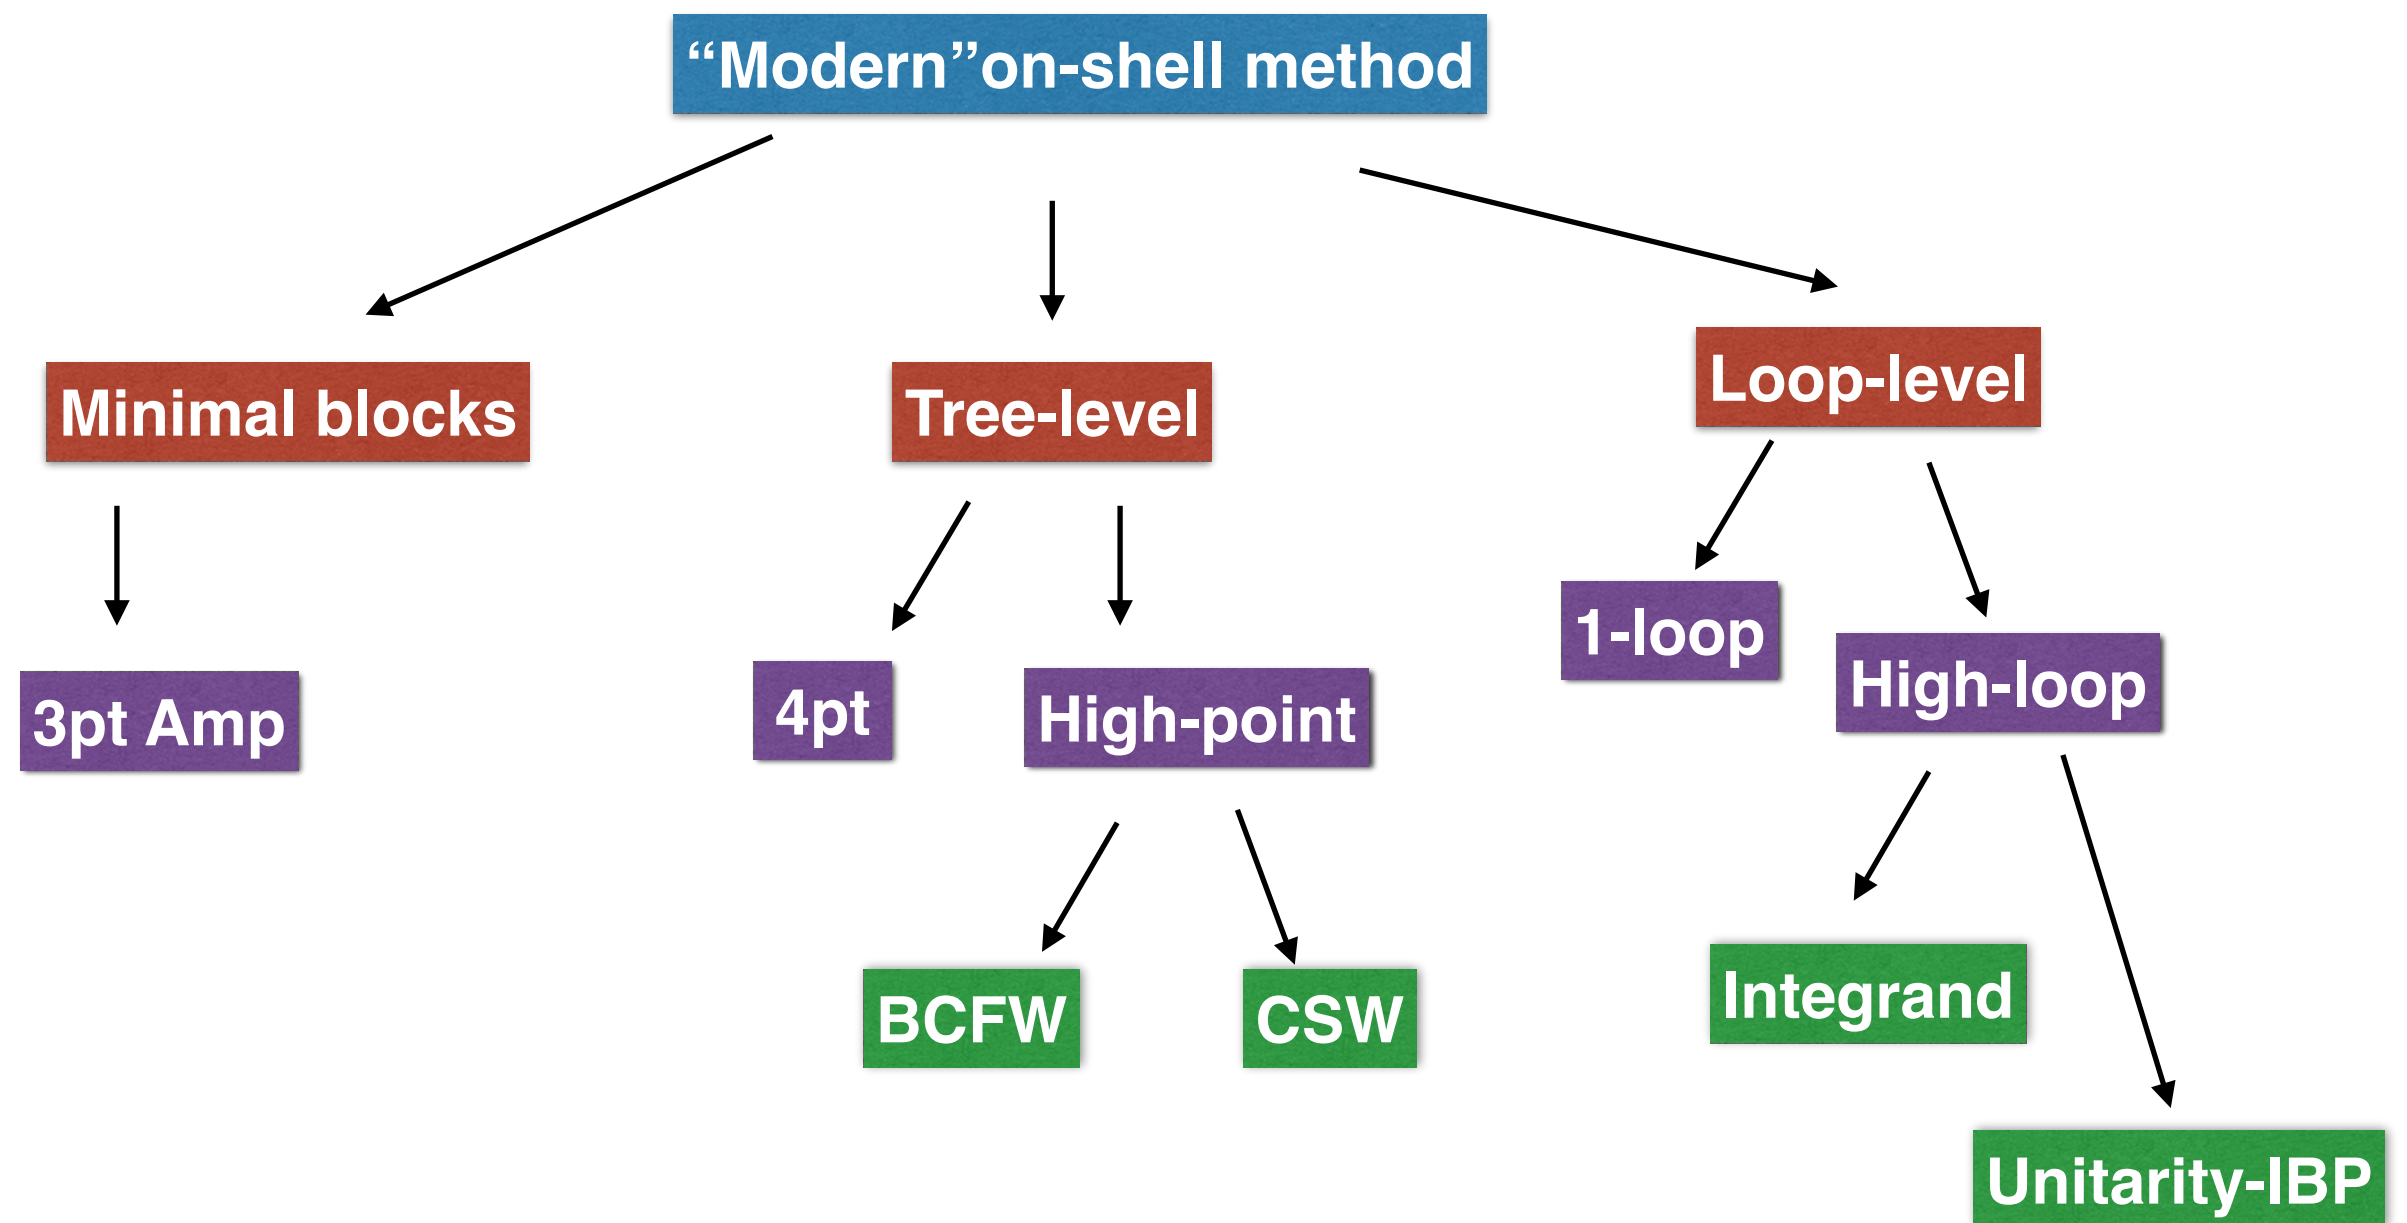 “Modern”on-shell method
Minimal blocks
Tree-level
Loop-level
3pt Amp
4pt
High-point
1-loop
High-loop
BCFW
CSW
Integrand
Unitarity-IBP